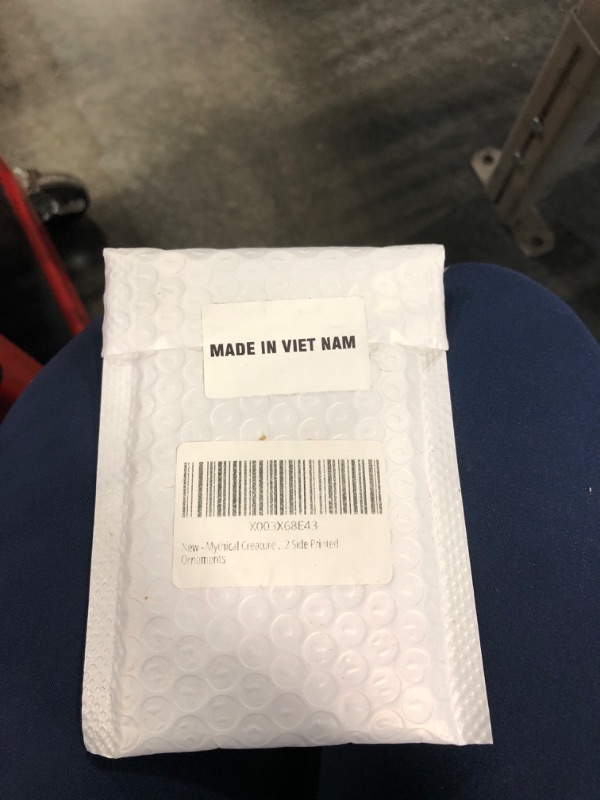 MADE IN VIET NAM
X003X68E43
New - Mythical Creature ...2 Side Printed
Ornaments